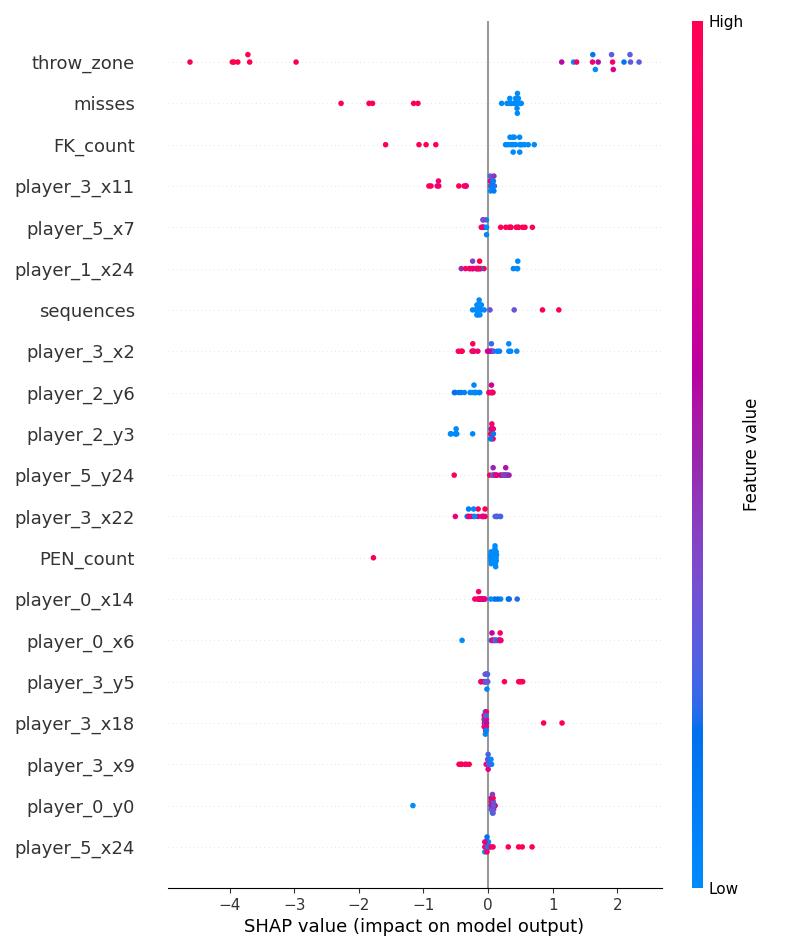 High
throw_zone
misses
FK_count
player_3_x11
player_5_x7
player_1_x24
sequences
player_3_x2
player_2_y6
player_2_y3
player_5_y24
player_3_x22
PEN_count
player_0_x14
player_0_x6
player_3_y5
player_3_x18
player_3_x9
player_0_y0
player_5_x24
Feature value
Low
−4 −3 −2 −1 0 1 2
SHAP value (impact on model output)